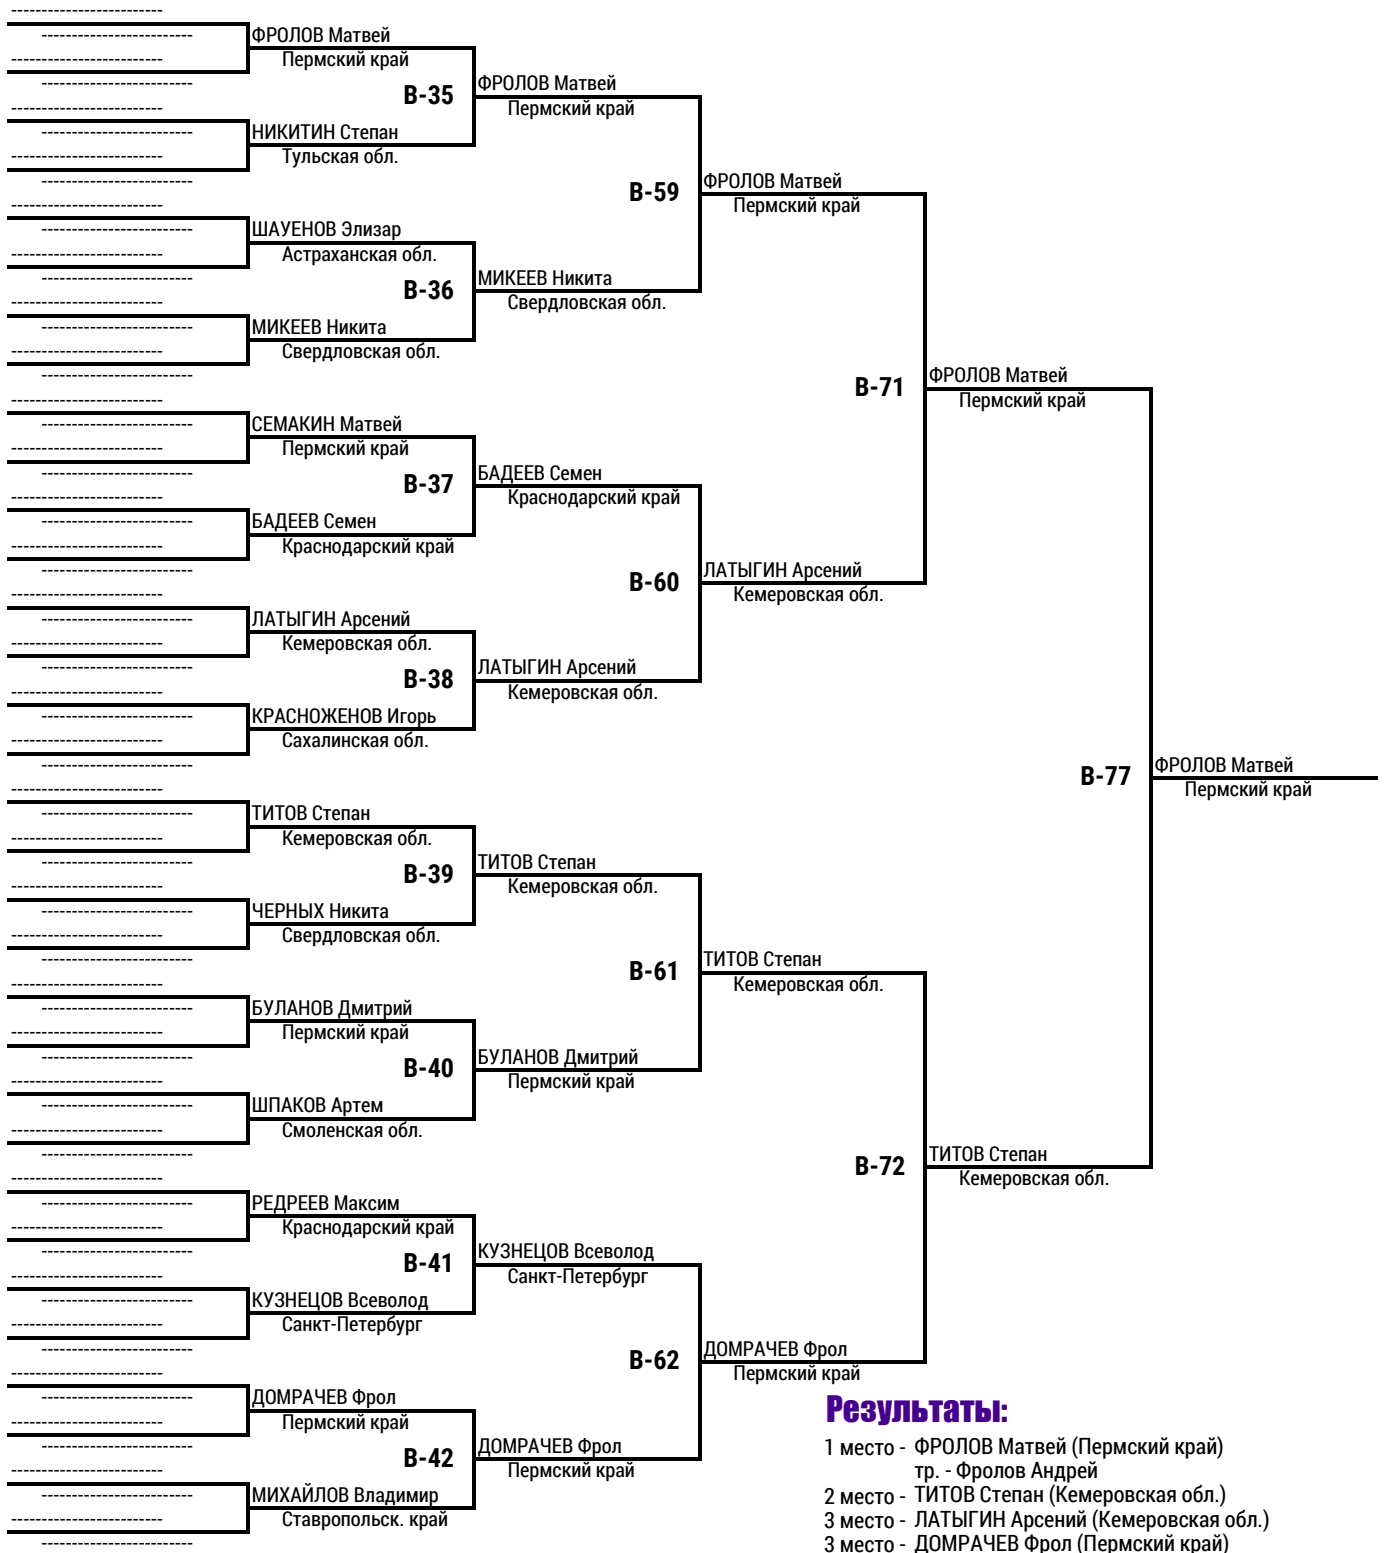 ФРОЛОВ Матвей
Пермский край
B-35
НИКИТИН Степан
Тульская обл.
ШАУЕНОВ Элизар
Астраханская обл.
B-36
МИКЕЕВ Никита
Свердловская обл.
СЕМАКИН Матвей
Пермский край
B-37
БАДЕЕВ Семен
Краснодарский край
ЛАТЫГИН Арсений
Кемеровская обл.
B-38
КРАСНОЖЕНОВ Игорь
Сахалинская обл.
ТИТОВ Степан
Кемеровская обл.
B-39
ЧЕРНЫХ Никита
Свердловская обл.
БУЛАНОВ Дмитрий
Пермский край
B-40
ШПАКОВ Артем
Смоленская обл.
РЕДРЕЕВ Максим
Краснодарский край
B-41
КУЗНЕЦОВ Всеволод
Санкт-Петербург
ДОМРАЧЕВ Фрол
Пермский край
B-42
МИХАЙЛОВ Владимир
Ставропольск. край
ФРОЛОВ Матвей
Пермский край
B-59
МИКЕЕВ Никита
Свердловская обл.
БАДЕЕВ Семен
Краснодарский край
B-60
ЛАТЫГИН Арсений
Кемеровская обл.
ТИТОВ Степан
Кемеровская обл.
B-61
БУЛАНОВ Дмитрий
Пермский край
КУЗНЕЦОВ Всеволод
Санкт-Петербург
B-62
ДОМРАЧЕВ Фрол
Пермский край
ФРОЛОВ Матвей
Пермский край
B-71
ЛАТЫГИН Арсений
Кемеровская обл.
ТИТОВ Степан
Кемеровская обл.
B-72
ДОМРАЧЕВ Фрол
Пермский край
ФРОЛОВ Матвей
Пермский край
B-77
ТИТОВ Степан
Кемеровская обл.
ФРОЛОВ Матвей
Пермский край
Результаты:
1 место - ФРОЛОВ Матвей (Пермский край)
тр. - Фролов Андрей
2 место - ТИТОВ Степан (Кемеровская обл.)
3 место - ЛАТЫГИН Арсений (Кемеровская обл.)
3 место - ДОМРАЧЕВ Фрол (Пермский край)